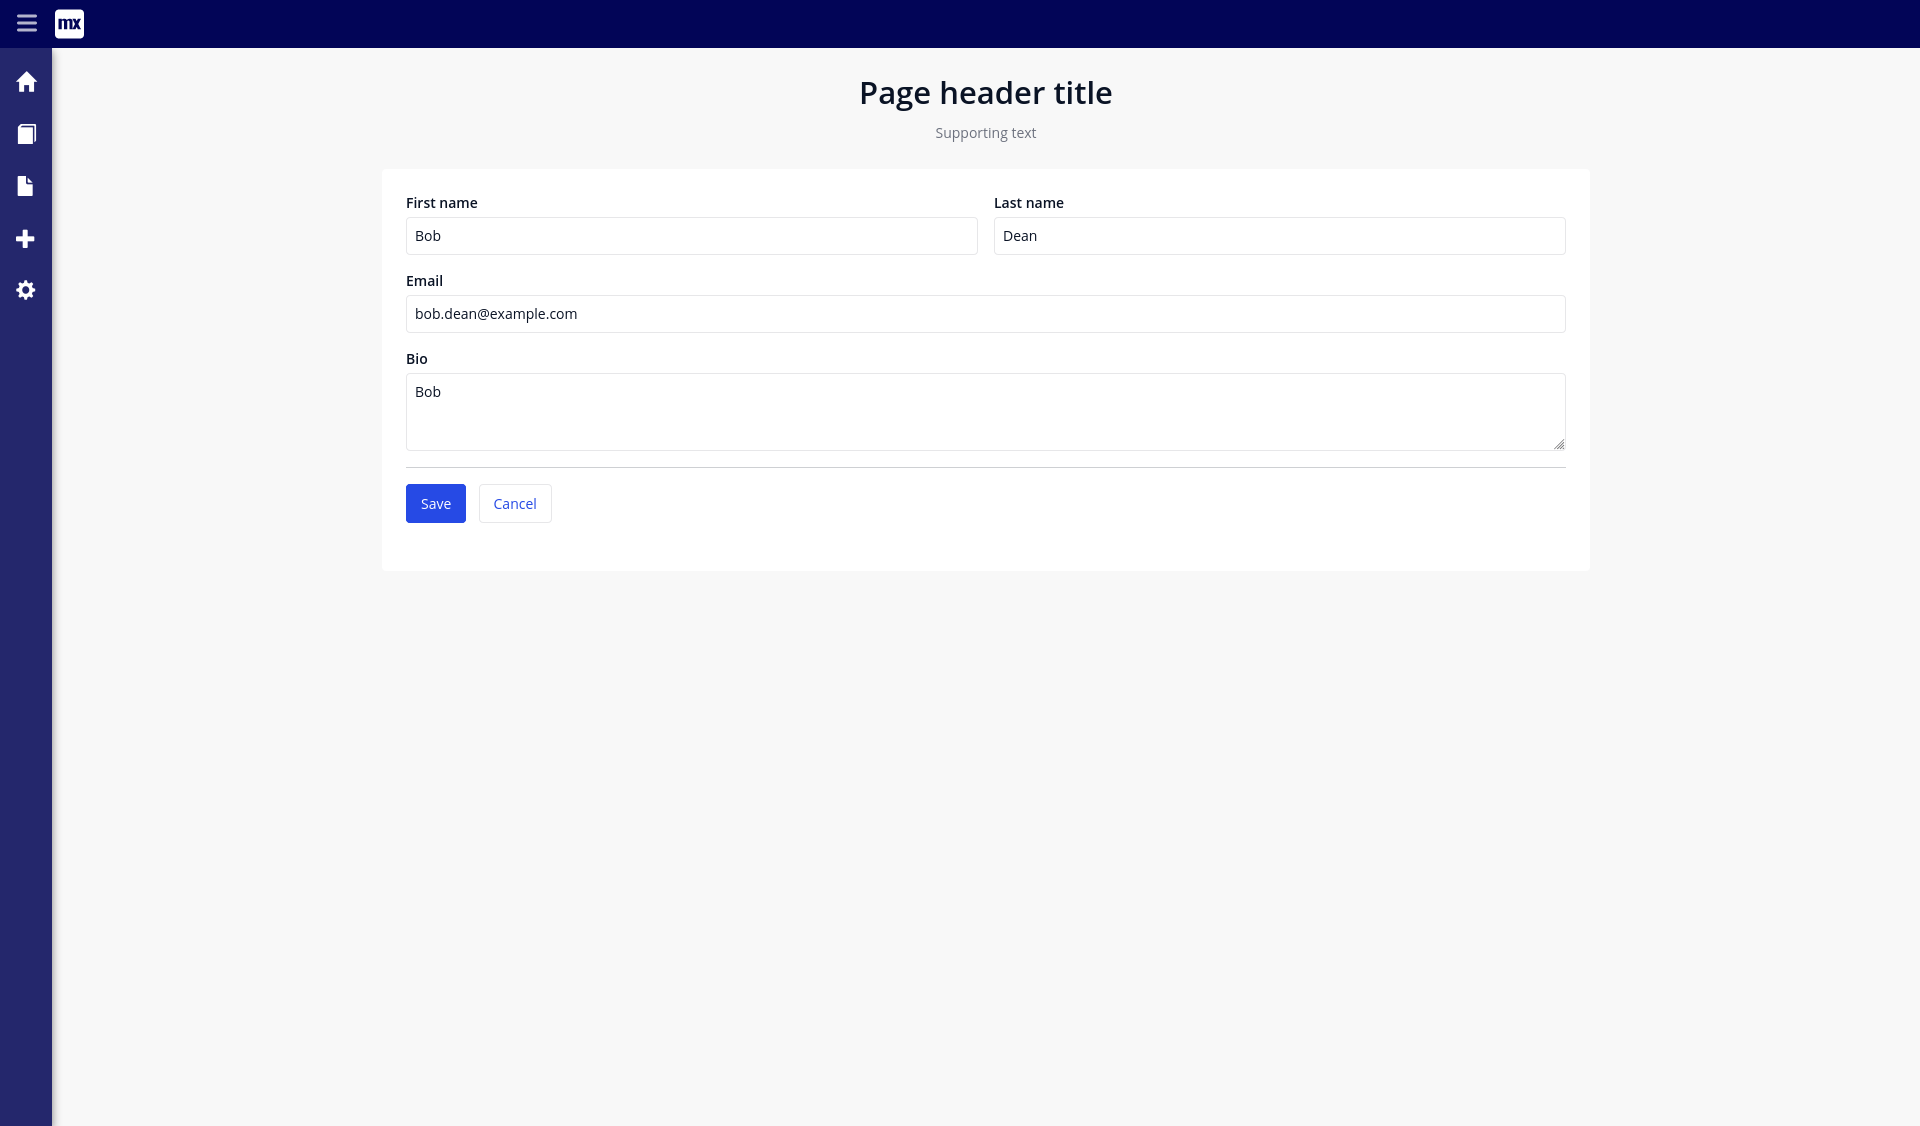 mx
Page header title
Supporting text
First name
Last name
Bob
Dean
Email
bob.dean@example.com
Bio
Bob
Save
Cancel